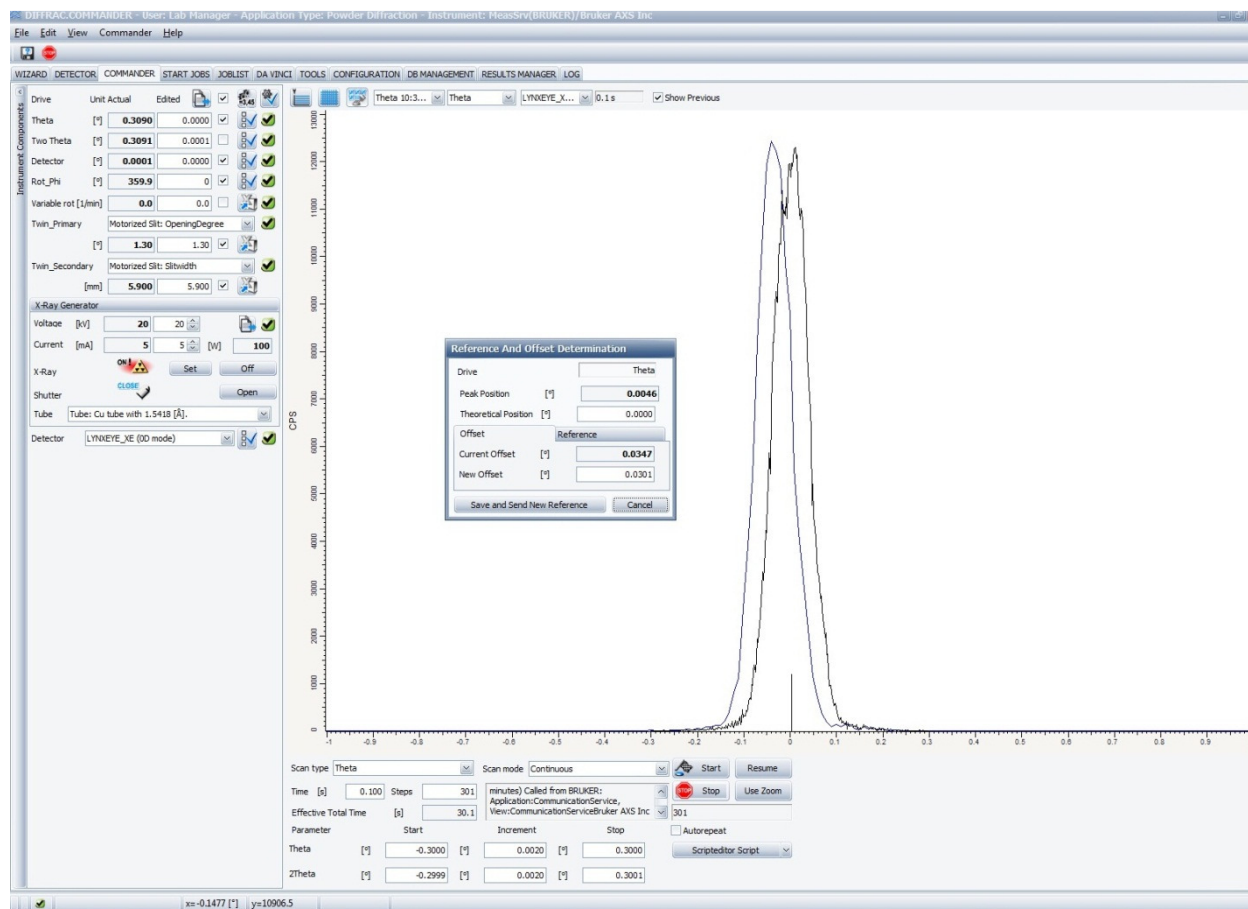 DIFFRAC.COMMANDER - User: Lab Manager - Application Type: Powder Diffraction - Instrument: MeasSrv(BRUKER)/Bruker AXS Inc
File Edit View Commander Help
WIZARD DETECTOR COMMANDER START JOBS JOBLIST DA VINCI TOOLS CONFIGURATION DB MANAGEMENT RESULTS MANAGER LOG
Instrument Components
Drive Unit Actual Edited
Theta [°] 0.3090 0.0000
Two Theta [°] 0.3091 0.0001
Detector [°] 0.0001 0.0000
Rot_Phi [°] 359.9 0
Variable rot [1/min] 0.0 0.0
Twin_Primary Motorized Slit: OpeningDegree
[°] 1.30 1.30
Twin_Secondary Motorized Slit: Slitwidth
[mm] 5.900 5.900
X-Ray Generator
Voltage [kV] 20 20
Current [mA] 5 5 [W] 100
X-Ray ON! Set Off
Shutter CLOSE Open
Tube Tube: Cu tube with 1.5418 [Å].
Detector LYNXEYE_XE (0D mode)
Theta 10:3... Theta LYNXEYE_X... 0.1 s Show Previous
13000
12000
11000
10000
9000
8000
7000
6000
5000
4000
3000
2000
1000
0
CPS
-1 -0.9 -0.8 -0.7 -0.6 -0.5 -0.4 -0.3 -0.2 -0.1 0 0.1 0.2 0.3 0.4 0.5 0.6 0.7 0.8 0.9
Reference And Offset Determination
Drive Theta
Peak Position [°] 0.0046
Theoretical Position [°] 0.0000
Offset Reference
Current Offset [°] 0.0347
New Offset [°] 0.0301
Save and Send New Reference Cancel
Scan type Theta Scan mode Continuous Start Resume
Time [s] 0.100 Steps 301 minutes) Called from BRUKER: STOP Stop Use Zoom
Application:CommunicationService,
Effective Total Time [s] 30.1 View:CommunicationServiceBruker AXS Inc 301
Parameter Start Increment Stop Autorepeat
Theta [°] -0.3000 [°] 0.0020 [°] 0.3000 Scripteditor Script
2Theta [°] -0.2999 [°] 0.0020 [°] 0.3001
x=-0.1477 [°] y=10906.5